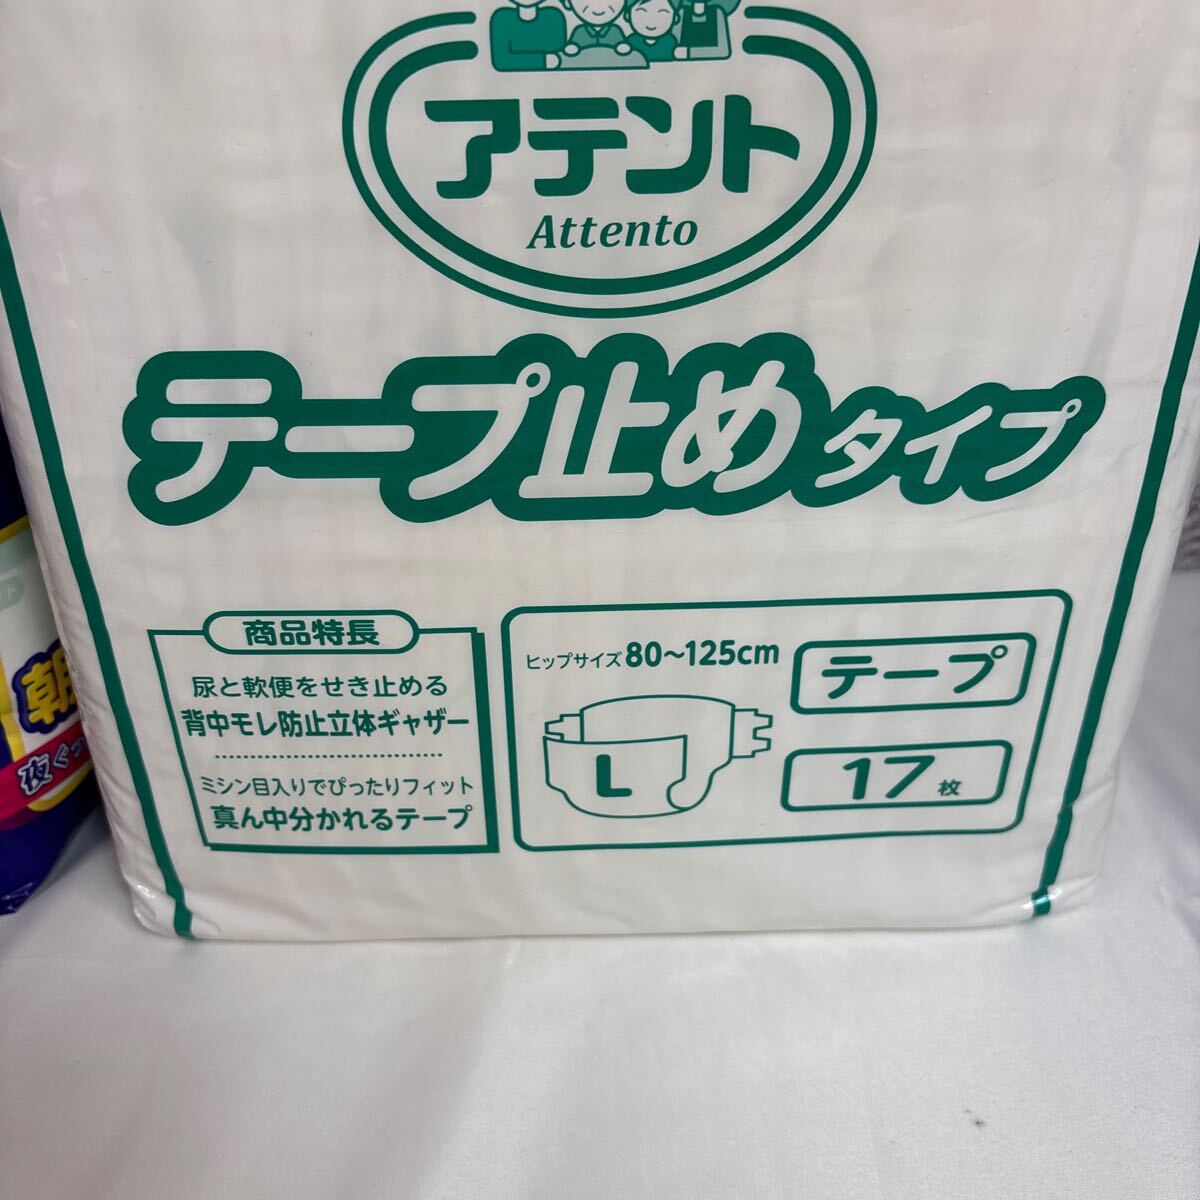 アテント
Attento
テープ止めタイプ
商品特長
尿と軟便をせき止める
背中モレ防止立体ギャザー
ミシン目入りでぴったりフィット
真ん中分かれるテープ
ヒップサイズ 80~125cm
L
テープ
17枚
朝
夜ぐっ